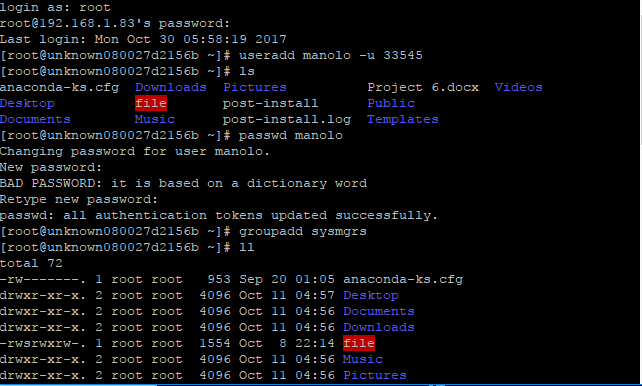 login as: root
root@192.168.1.83's password:
Last login: Mon Oct 30 05:58:19 2017
[root@unknown080027d2156b ~]# useradd manolo -u 33545
[root@unknown080027d2156b ~]# ls
anaconda-ks.cfg  Downloads  Pictures          Project 6.docx  Videos
Desktop          file       post-install      Public
Documents        Music      post-install.log  Templates
[root@unknown080027d2156b ~]# passwd manolo
Changing password for user manolo.
New password:
BAD PASSWORD: it is based on a dictionary word
Retype new password:
passwd: all authentication tokens updated successfully.
[root@unknown080027d2156b ~]# groupadd sysmgrs
[root@unknown080027d2156b ~]# ll
total 72
-rw-------. 1 root root   953 Sep 20 01:05 anaconda-ks.cfg
drwxr-xr-x. 2 root root  4096 Oct 11 04:57 Desktop
drwxr-xr-x. 2 root root  4096 Oct 11 04:56 Documents
drwxr-xr-x. 2 root root  4096 Oct 11 04:56 Downloads
-rwsrwxrw-. 1 root root  1554 Oct  8 22:14 file
drwxr-xr-x. 2 root root  4096 Oct 11 04:56 Music
drwxr-xr-x. 2 root root  4096 Oct 11 04:56 Pictures